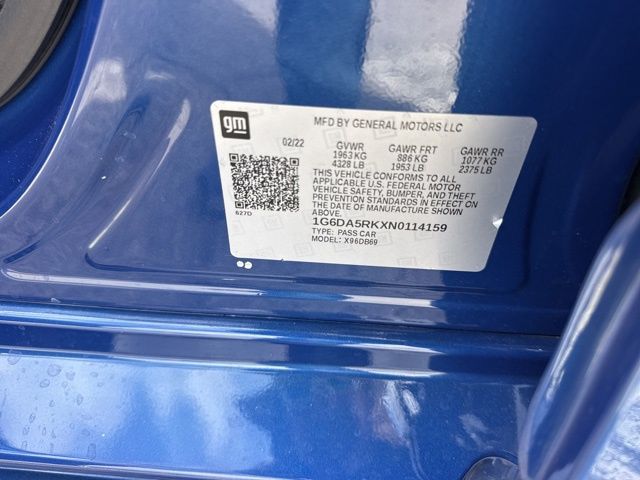 gm
MFD BY GENERAL MOTORS LLC
02/22 GVWR GAWR FRT GAWR RR
1963 KG 886 KG 1077 KG
4328 LB 1953 LB 2375 LB
THIS VEHICLE CONFORMS TO ALL
APPLICABLE U.S. FEDERAL MOTOR
VEHICLE SAFETY, BUMPER, AND THEFT
PREVENTION STANDARDS IN EFFECT ON
THE DATE OF MANUFACTURE SHOWN
ABOVE.
627D
1G6DA5RKXN0114159
TYPE: PASS CAR
MODEL: X96DB69